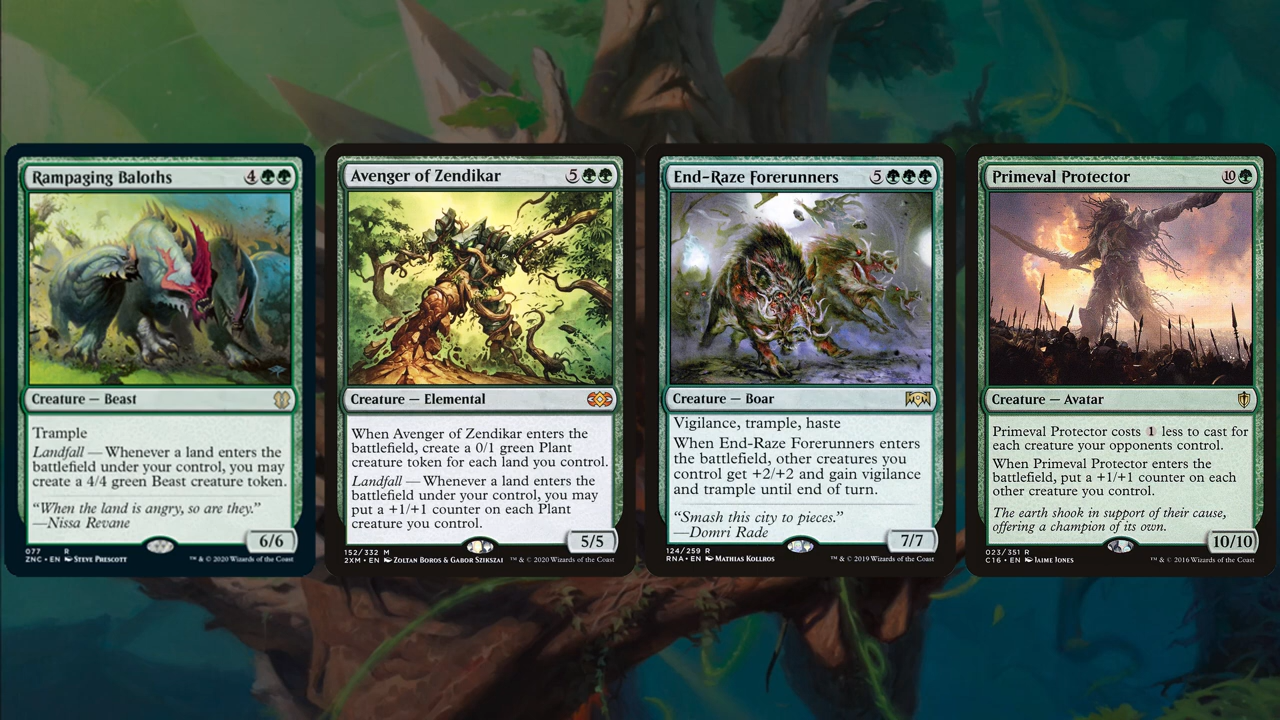 Rampaging Baloths 4
Creature — Beast
Trample
Landfall — Whenever a land enters the
battlefield under your control, you may
create a 4/4 green Beast creature token.
“When the land is angry, so are they.”
—Nissa Revane
6/6
077 R
ZNC • EN Steve Prescott ™ & © 2020 Wizards of the Coast
Avenger of Zendikar 5
Creature — Elemental
When Avenger of Zendikar enters the
battlefield, create a 0/1 green Plant
creature token for each land you control.
Landfall — Whenever a land enters the
battlefield under your control, you may
put a +1/+1 counter on each Plant
creature you control.
5/5
152/332 M
2XM • EN Zoltan Boros & Gabor Szikszai ™ & © 2020 Wizards of the Coast
End-Raze Forerunners 5
Creature — Boar
Vigilance, trample, haste
When End-Raze Forerunners enters
the battlefield, other creatures you
control get +2/+2 and gain vigilance
and trample until end of turn.
“Smash this city to pieces.”
—Domri Rade
7/7
124/259 R
RNA • EN Mathias Kollros ™ & © 2019 Wizards of the Coast
Primeval Protector 10
Creature — Avatar
Primeval Protector costs 1 less to cast for
each creature your opponents control.
When Primeval Protector enters the
battlefield, put a +1/+1 counter on each
other creature you control.
The earth shook in support of their cause,
offering a champion of its own.
10/10
023/351 R
C16 • EN Jaime Jones ™ & © 2016 Wizards of the Coast